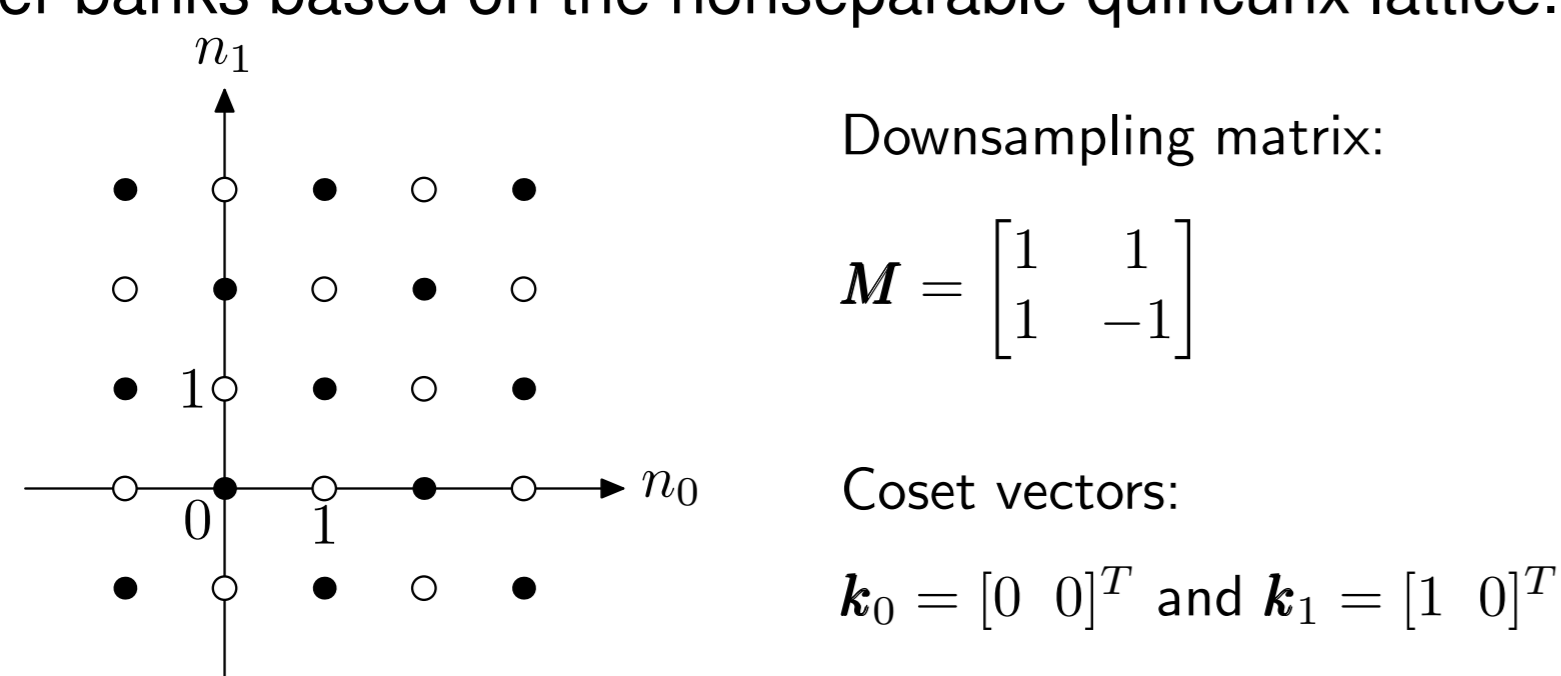 er banks based on the nonseparable quincunx lattice.
n₁
1
0
1
n₀
Downsampling matrix:
M = [1 1
1 −1]
Coset vectors:
k₀ = [0 0]ᵀ and k₁ = [1 0]ᵀ